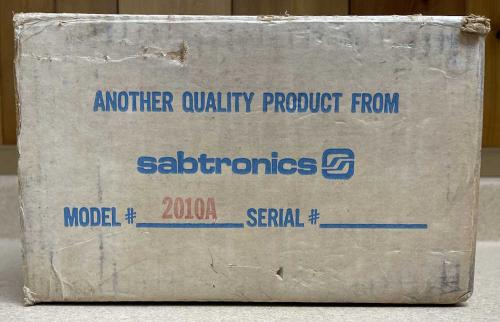 ANOTHER QUALITY PRODUCT FROM
sabtronics
MODEL # 2010A SERIAL #